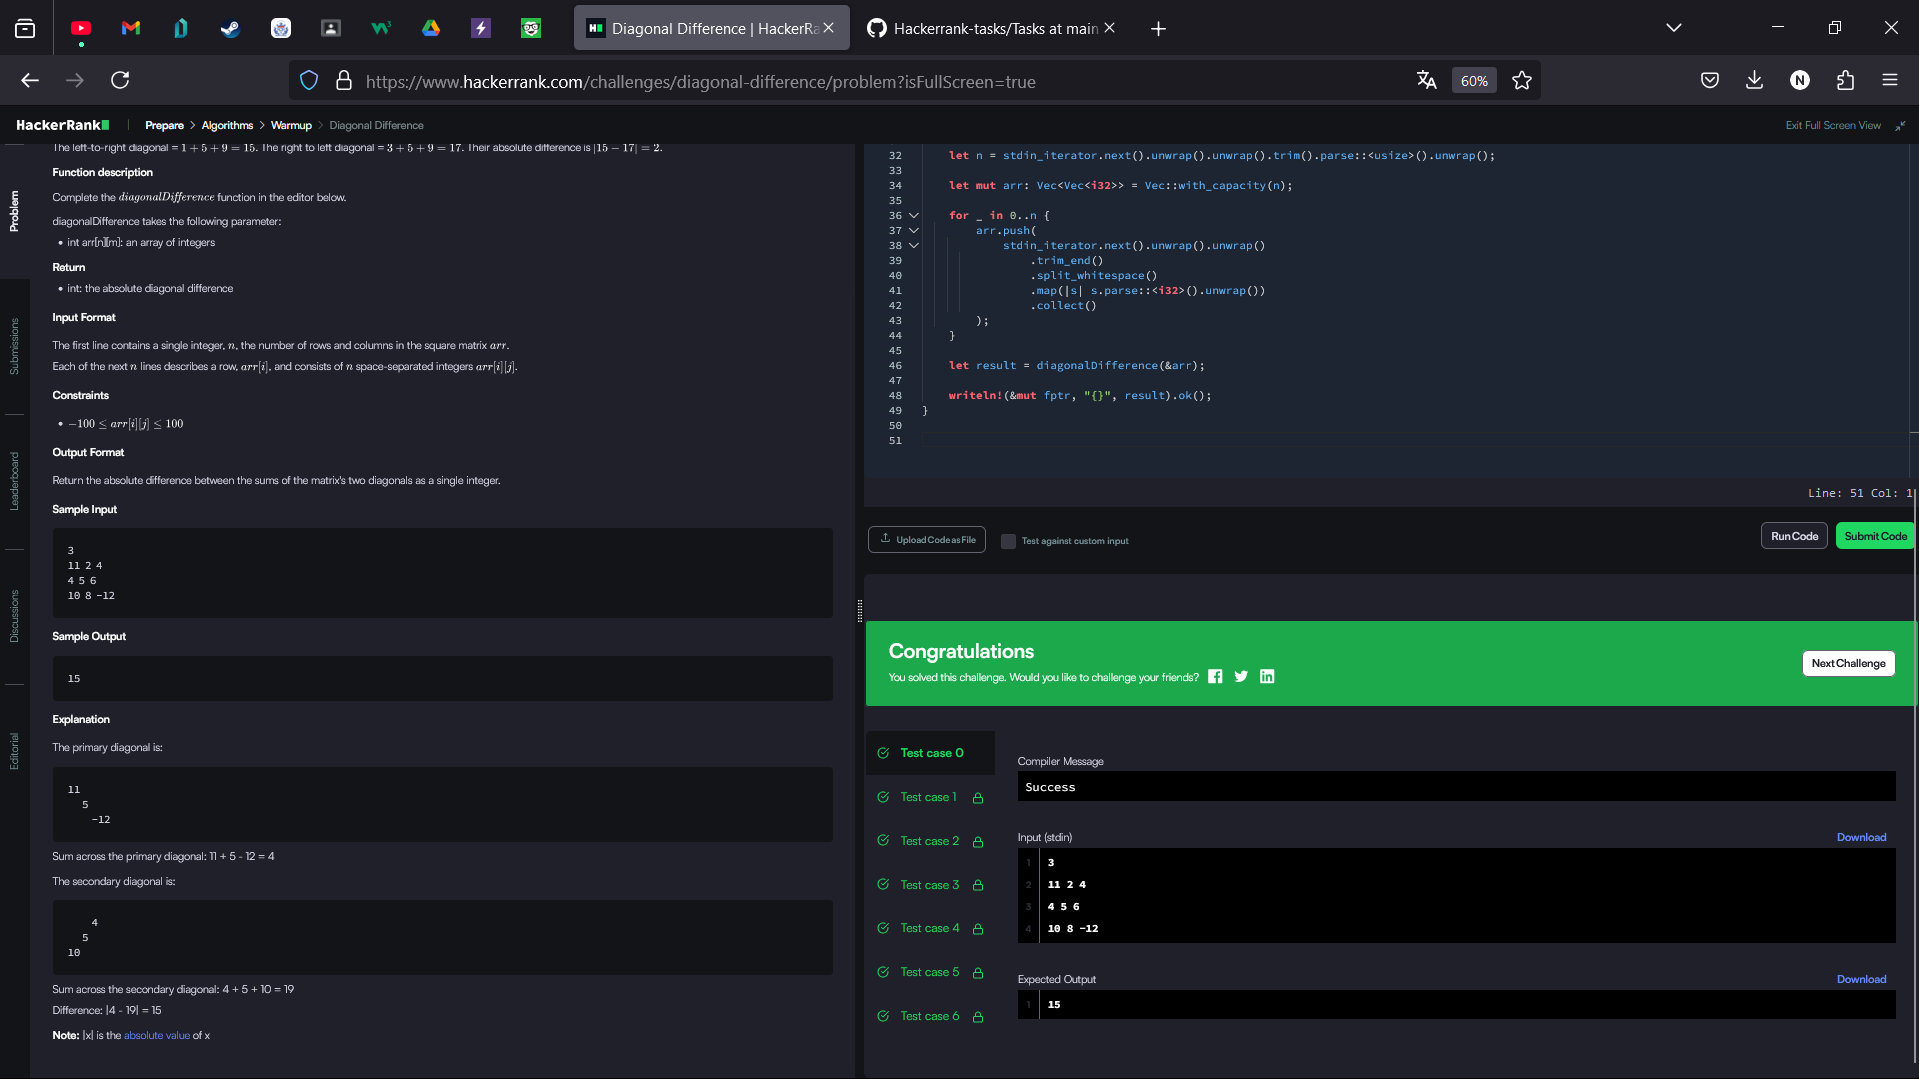 Diagonal Difference | HackerRa
Hackerrank-tasks/Tasks at main
https://www.hackerrank.com/challenges/diagonal-difference/problem?isFullScreen=true
60%
N
HackerRank
Prepare > Algorithms > Warmup > Diagonal Difference
Exit Full Screen View
Problem
Submissions
Leaderboard
Discussions
Editorial
The left-to-right diagonal = 1 + 5 + 9 = 15. The right to left diagonal = 3 + 5 + 9 = 17. Their absolute difference is |15 − 17| = 2.
Function description
Complete the diagonalDifference function in the editor below.
diagonalDifference takes the following parameter:
• int arr[n][m]: an array of integers
Return
• int: the absolute diagonal difference
Input Format
The first line contains a single integer, n, the number of rows and columns in the square matrix arr.
Each of the next n lines describes a row, arr[i], and consists of n space-separated integers arr[i][j].
Constraints
• −100 ≤ arr[i][j] ≤ 100
Output Format
Return the absolute difference between the sums of the matrix's two diagonals as a single integer.
Sample Input
3
11 2 4
4 5 6
10 8 -12
Sample Output
15
Explanation
The primary diagonal is:
11
5
-12
Sum across the primary diagonal: 11 + 5 - 12 = 4
The secondary diagonal is:
4
5
10
Sum across the secondary diagonal: 4 + 5 + 10 = 19
Difference: |4 - 19| = 15
Note: |x| is the absolute value of x
32 let n = stdin_iterator.next().unwrap().unwrap().trim().parse::<usize>().unwrap();
33
34 let mut arr: Vec<Vec<i32>> = Vec::with_capacity(n);
35
36 for _ in 0..n {
37 arr.push(
38 stdin_iterator.next().unwrap().unwrap()
39 .trim_end()
40 .split_whitespace()
41 .map(|s| s.parse::<i32>().unwrap())
42 .collect()
43 );
44 }
45
46 let result = diagonalDifference(&arr);
47
48 writeln!(&mut fptr, "{}", result).ok();
49 }
50
51
Line: 51 Col: 1
Upload Code as File
Test against custom input
Run Code
Submit Code
Congratulations
You solved this challenge. Would you like to challenge your friends?
Next Challenge
Test case 0
Test case 1
Test case 2
Test case 3
Test case 4
Test case 5
Test case 6
Compiler Message
Success
Input (stdin)
Download
1 3
2 11 2 4
3 4 5 6
4 10 8 -12
Expected Output
Download
1 15